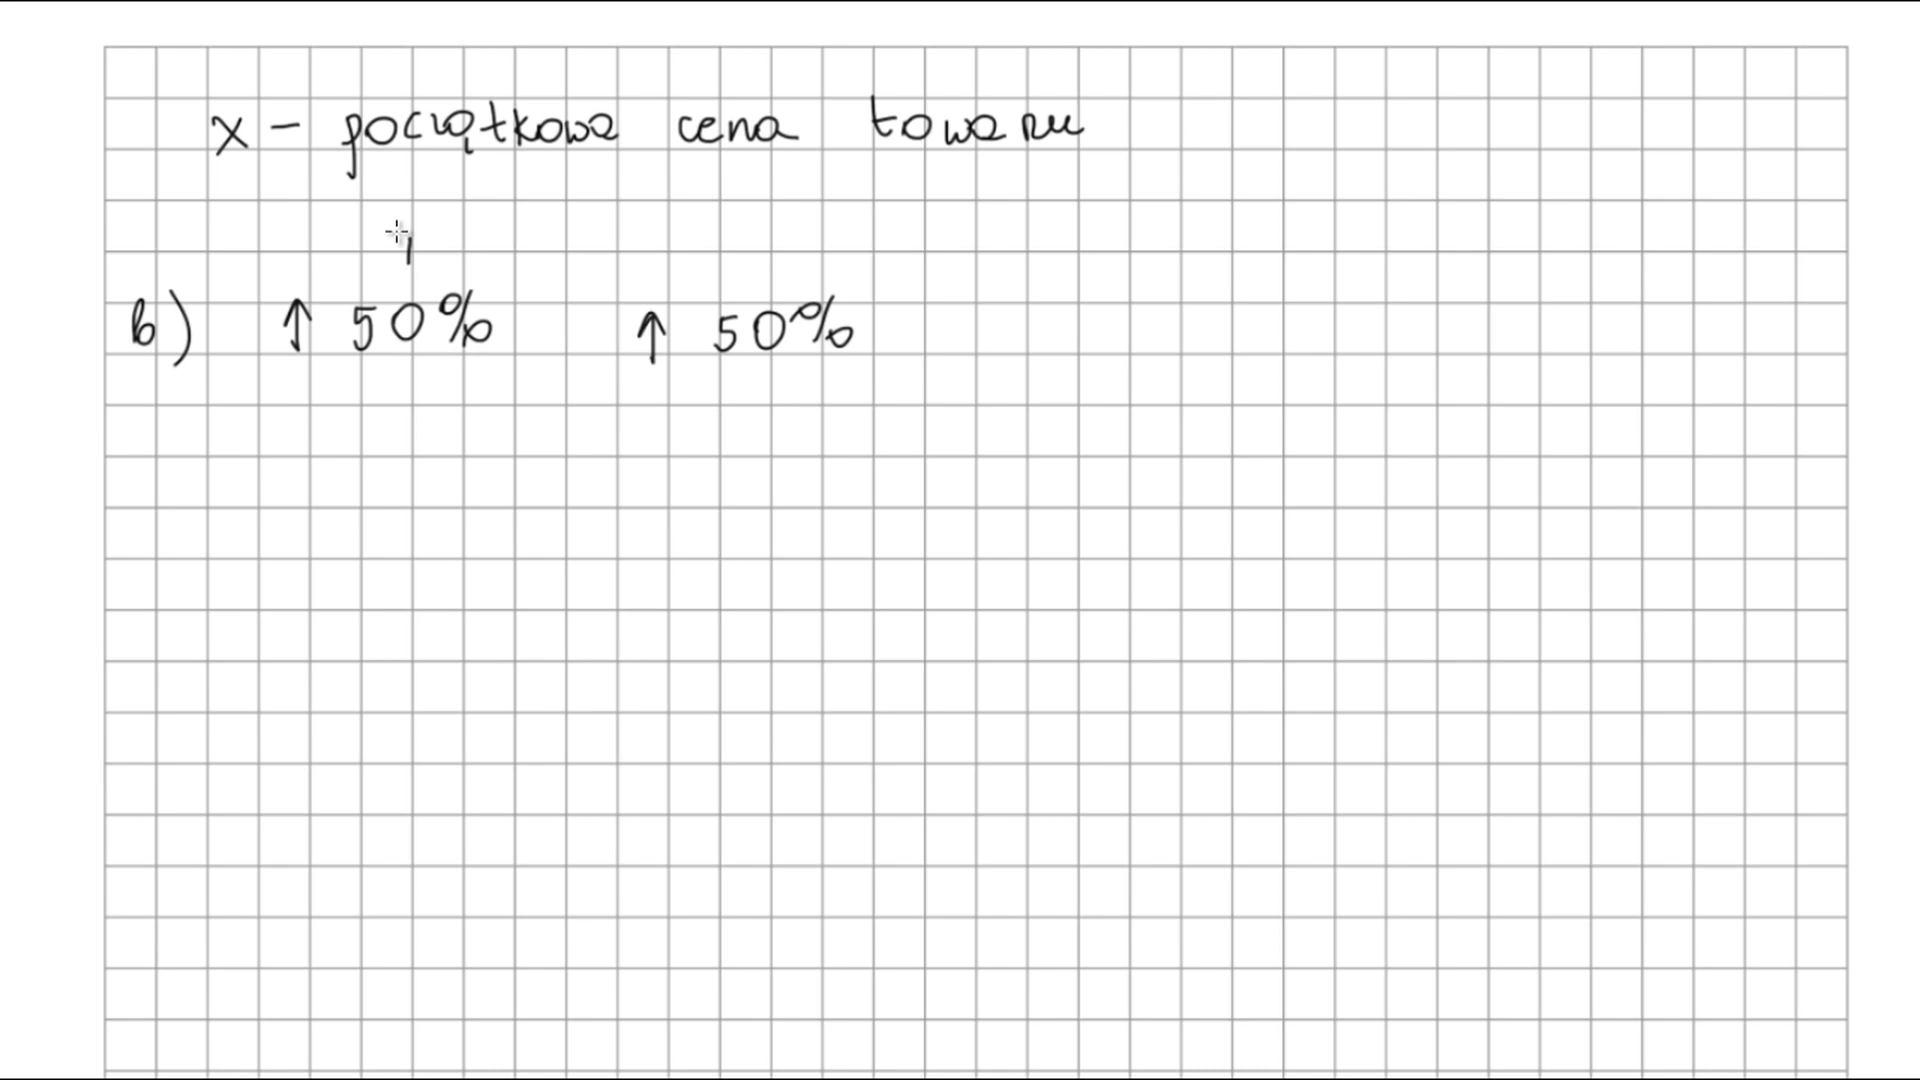 x - początkowa cena towaru
b) ↑ 50% ↑ 50%